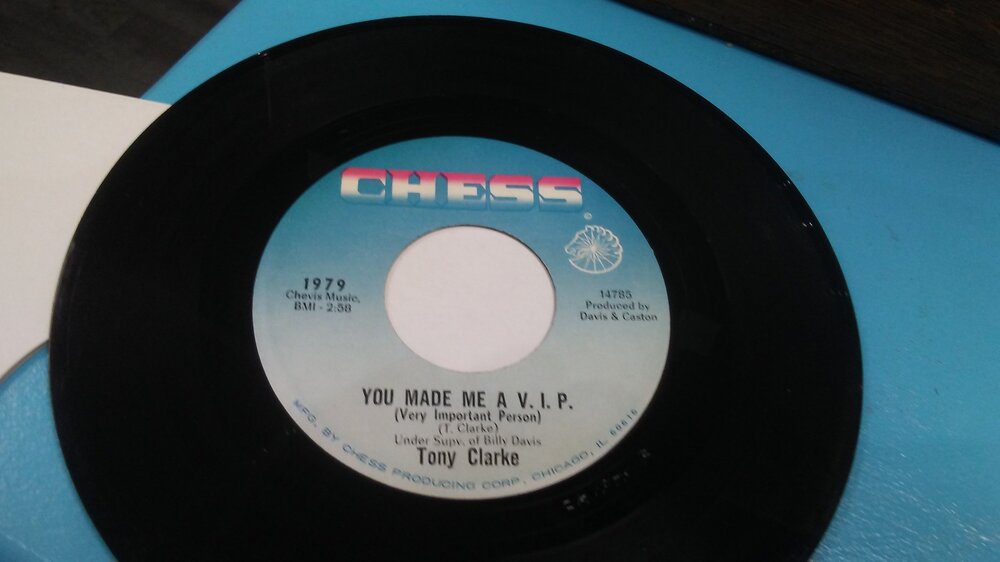 CHESS
©
1979
Chevis Music,
BMI - 2:58
14785
Produced by
Davis & Caston
YOU MADE ME A V. I. P.
(Very Important Person)
(T. Clarke)
Under Supv. of Billy Davis
Tony Clarke
MFG. BY CHESS PRODUCING CORP., CHICAGO, IL 60616